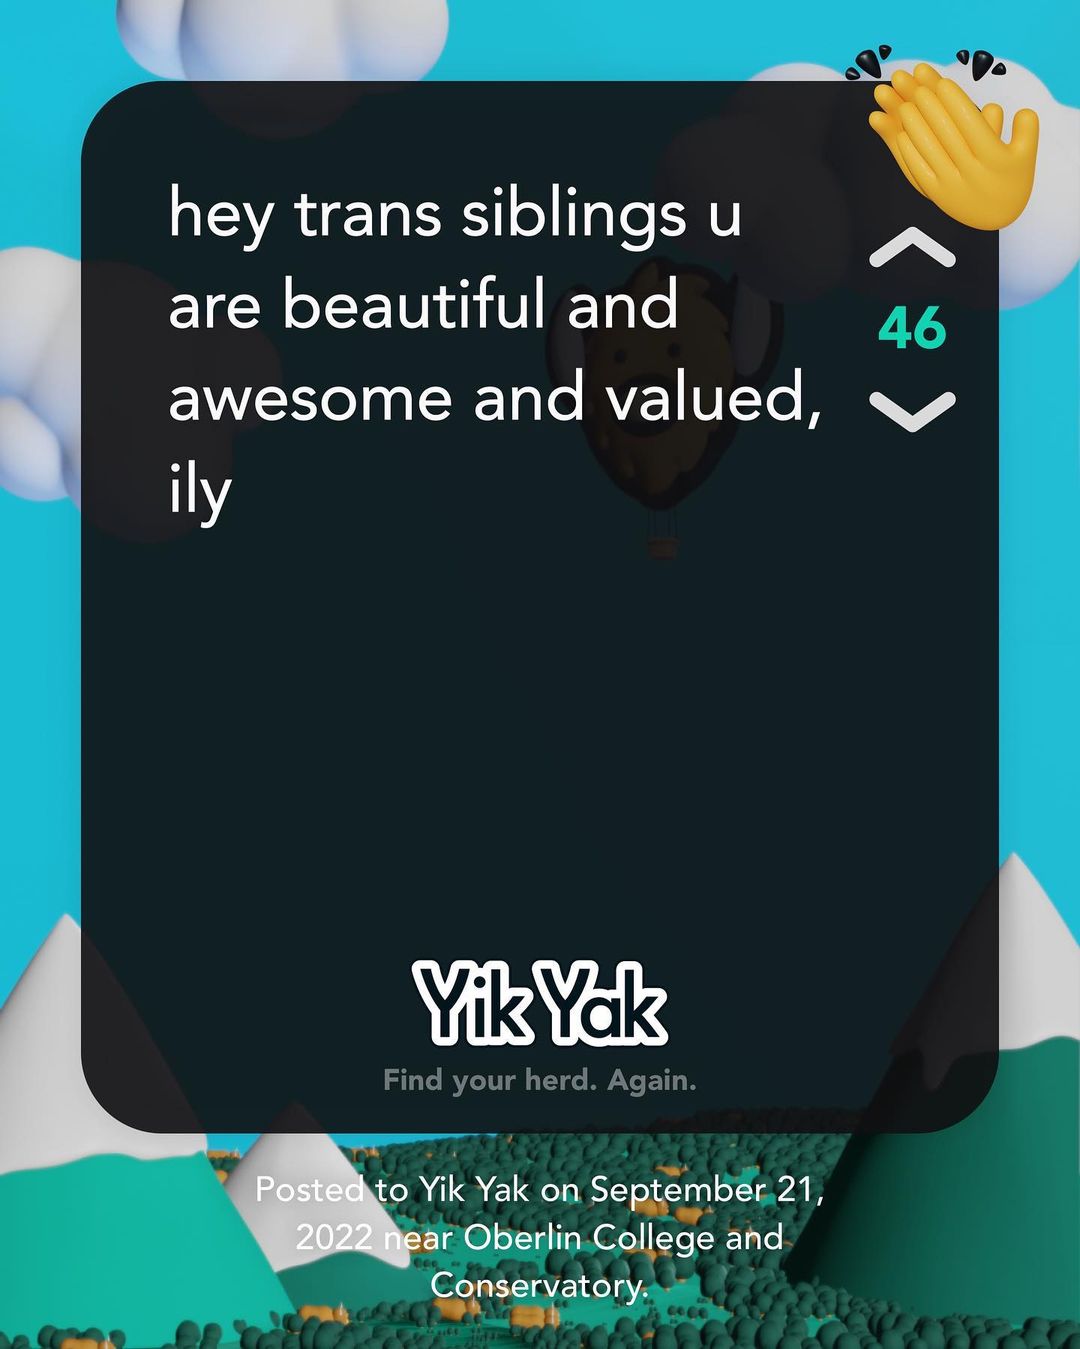 hey trans siblings u
are beautiful and
awesome and valued,
ily
46
Yik Yak
Find your herd. Again.
Posted to Yik Yak on September 21,
2022 near Oberlin College and
Conservatory.